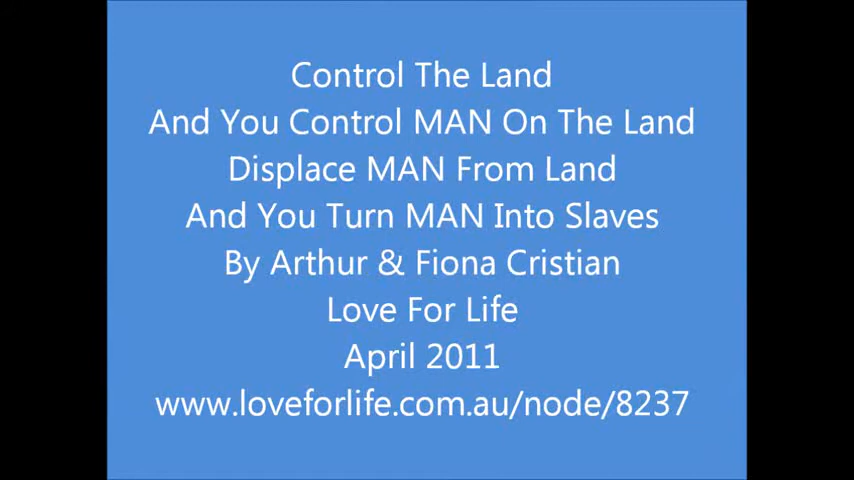 Control The Land
And You Control MAN On The Land
Displace MAN From Land
And You Turn MAN Into Slaves
By Arthur & Fiona Cristian
Love For Life
April 2011
www.loveforlife.com.au/node/8237